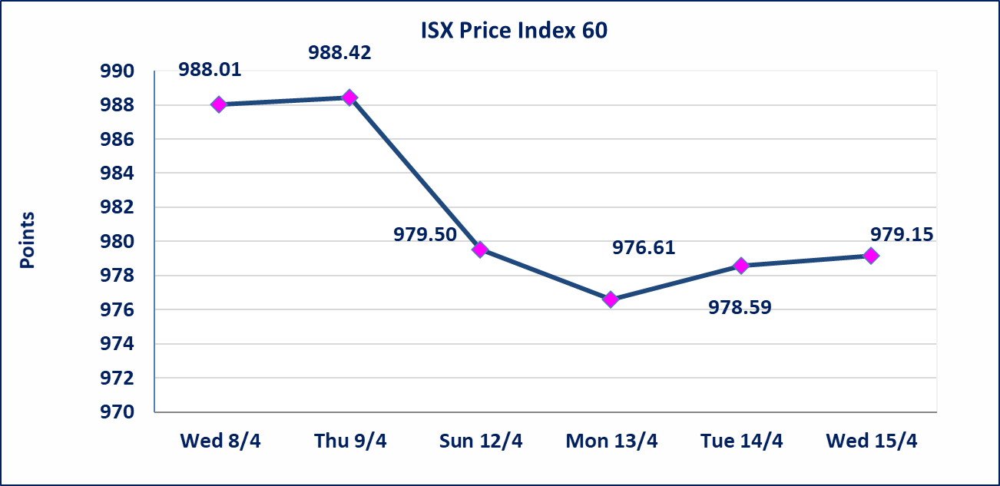 ISX Price Index 60
988.01
988.42
979.50
976.61
978.59
979.15
990
988
986
984
982
980
978
976
974
972
970
Points
Wed 8/4
Thu 9/4
Sun 12/4
Mon 13/4
Tue 14/4
Wed 15/4